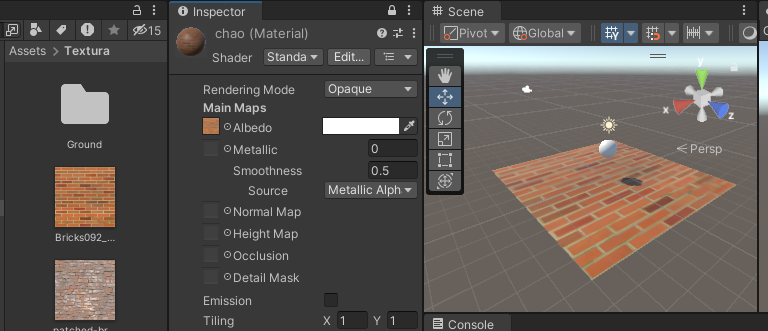 Inspector
Scene
15
chao (Material)
Pivot
Global
Assets > Textura
Shader
Standa
Edit...
Rendering Mode
Opaque
Main Maps
Albedo
Metallic
0
Smoothness
0.5
Source
Metallic Alph
Normal Map
Height Map
Occlusion
Detail Mask
Emission
Tiling
X 1
Y 1
Ground
Bricks092_...
patched-br...
y
x
z
Persp
Console